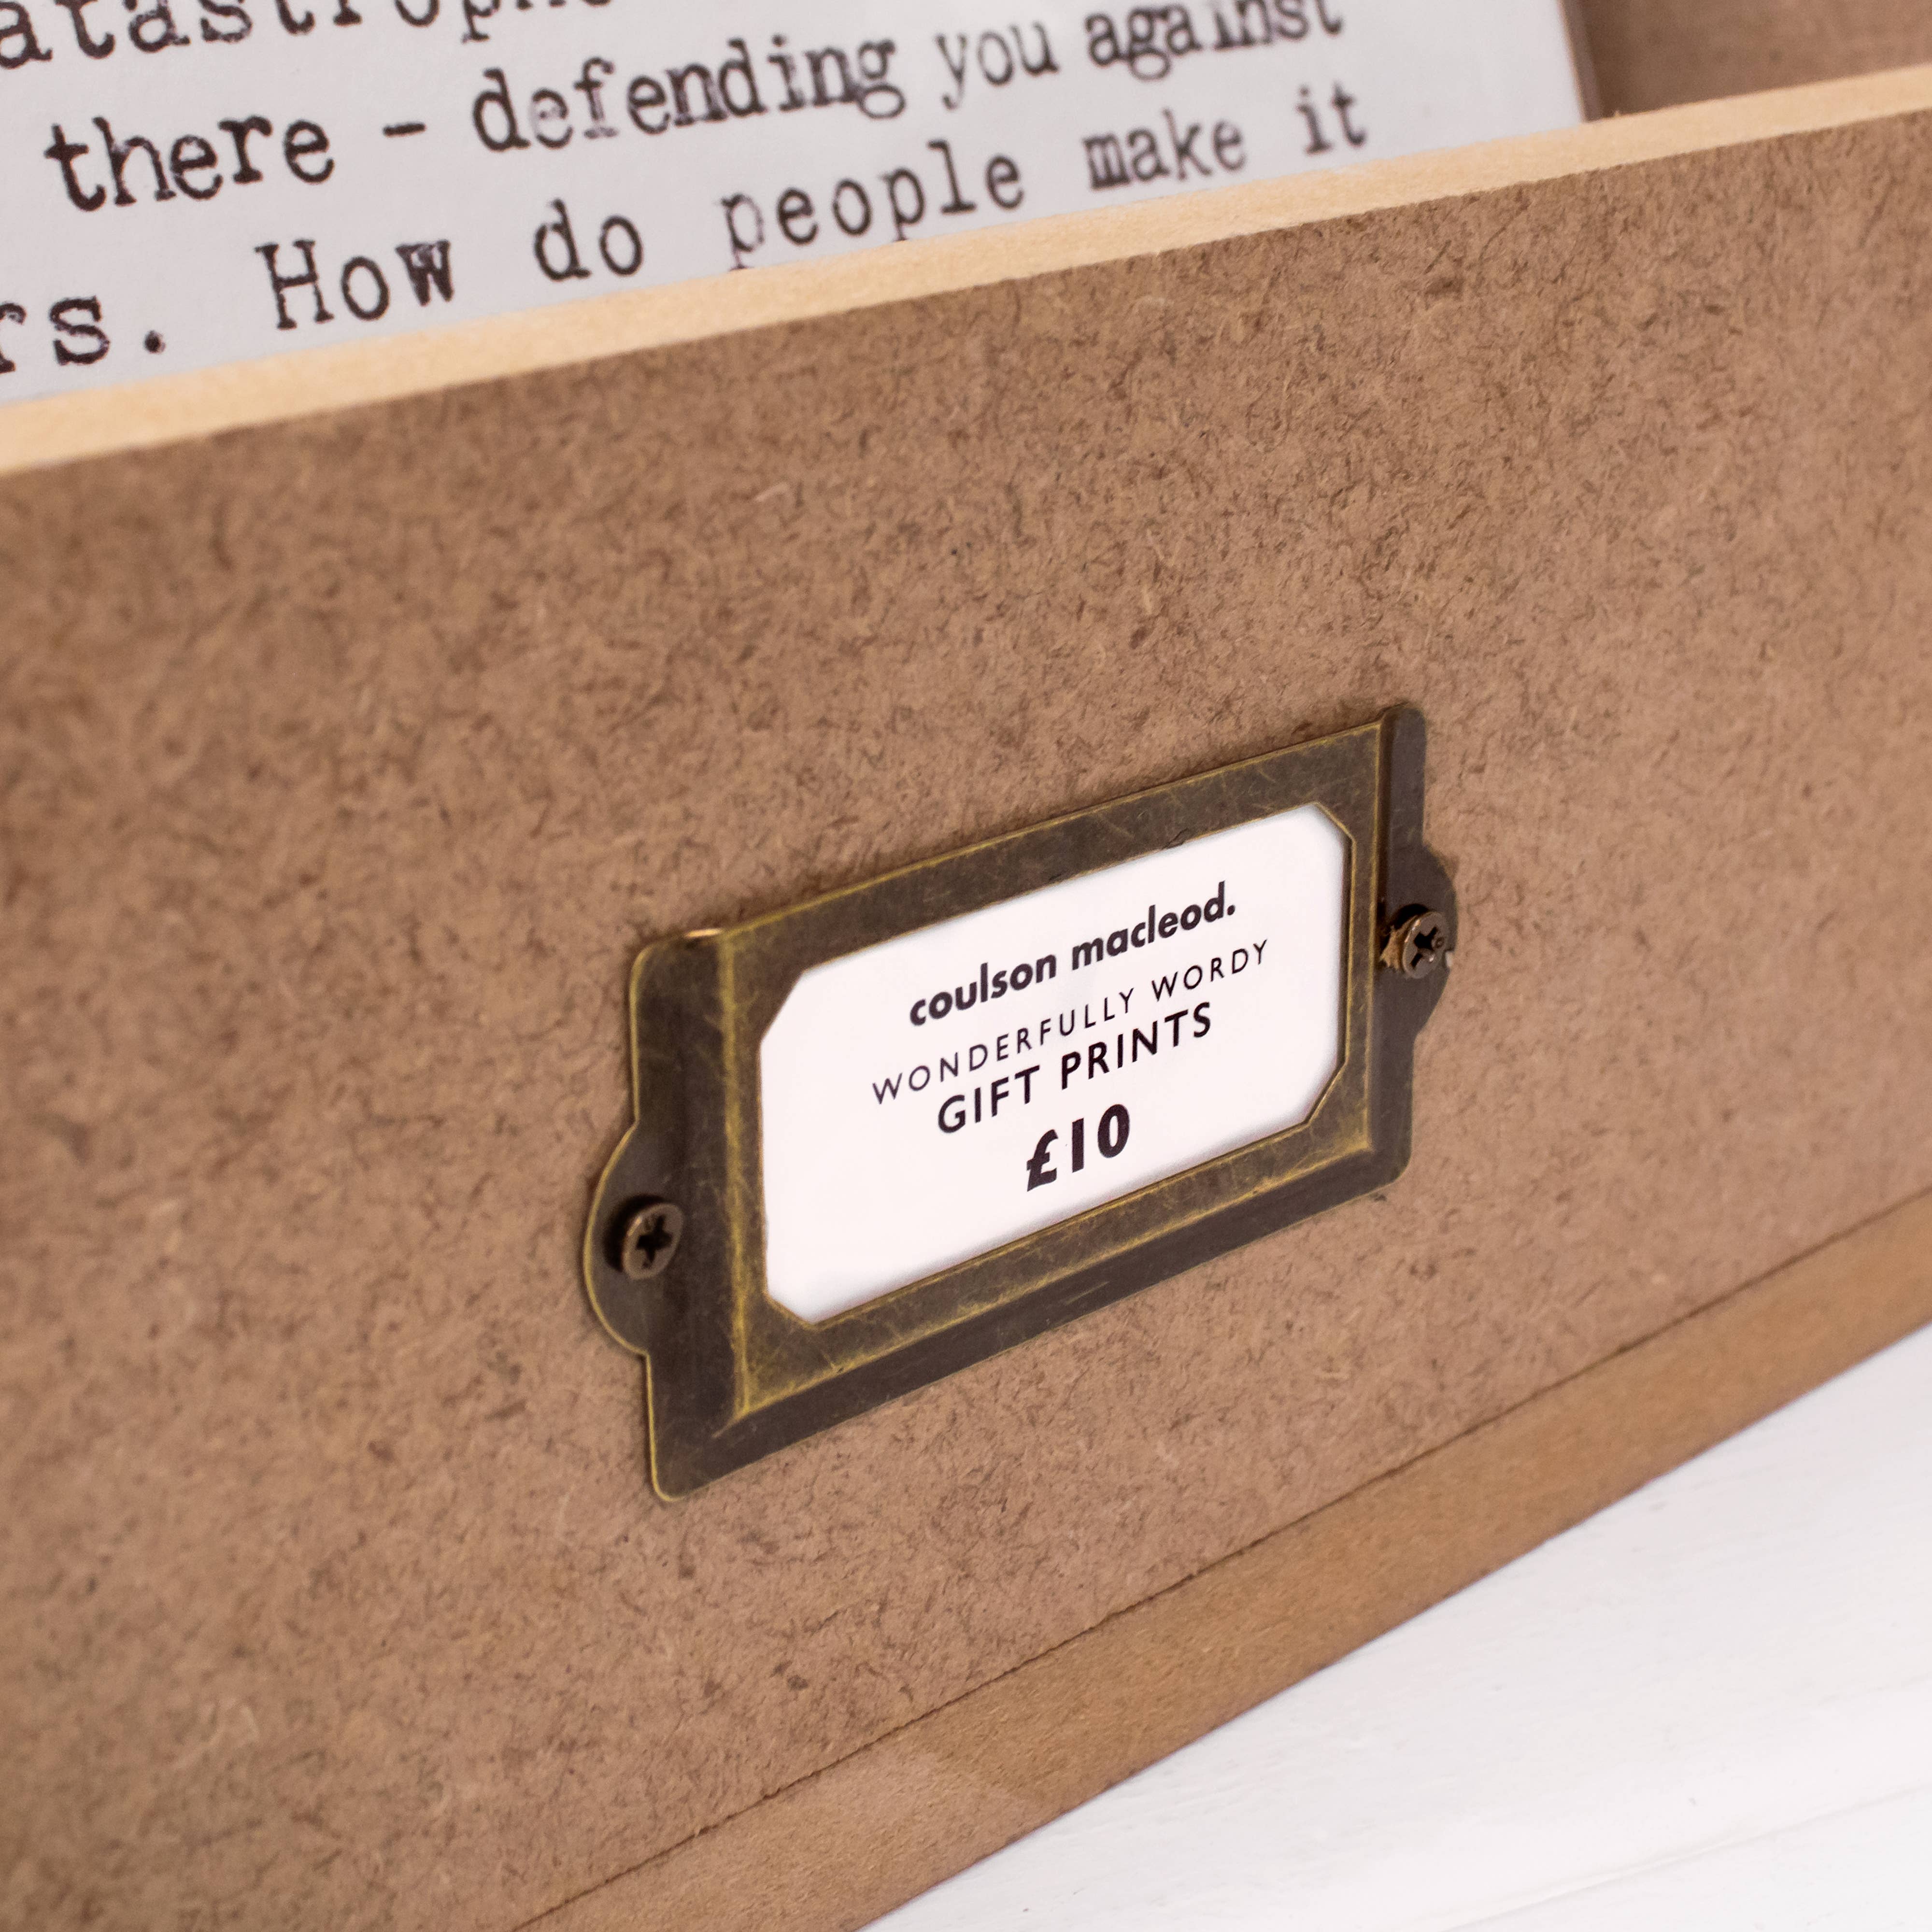 there - defending you against
rs. How do people make it
coulson macleod.
WONDERFULLY WORDY
GIFT PRINTS
£10